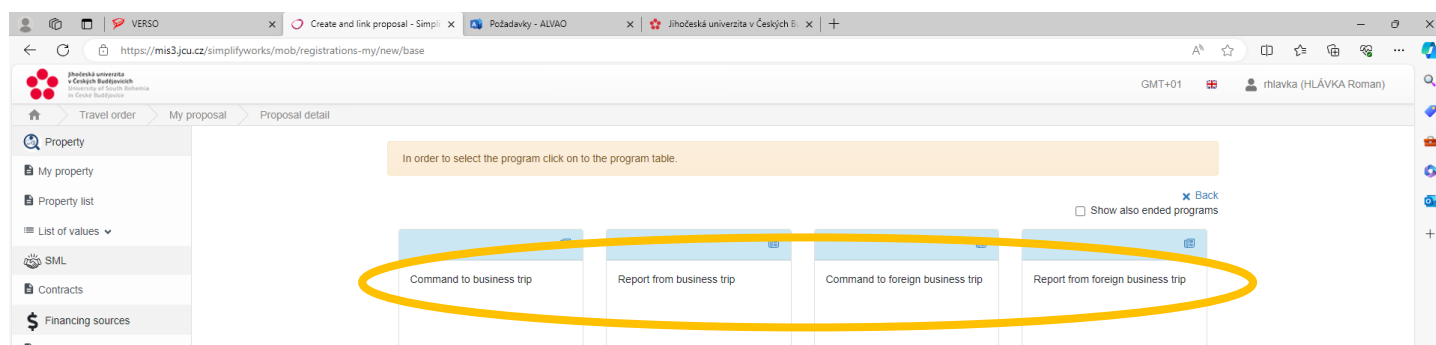 VERSO
Create and link proposal - Simpli
Požadavky - ALVAO
Jihočeská univerzita v Českých Bu
https://mis3.jcu.cz/simplifyworks/mob/registrations-my/new/base
Jihočeská univerzita
v Českých Budějovicích
University of South Bohemia
in České Budějovice
GMT+01
rhlavka (HLÁVKA Roman)
Travel order
My proposal
Proposal detail
Property
My property
Property list
List of values
SML
Contracts
Financing sources
In order to select the program click on to the program table.
Back
Show also ended programs
Command to business trip
Report from business trip
Command to foreign business trip
Report from foreign business trip